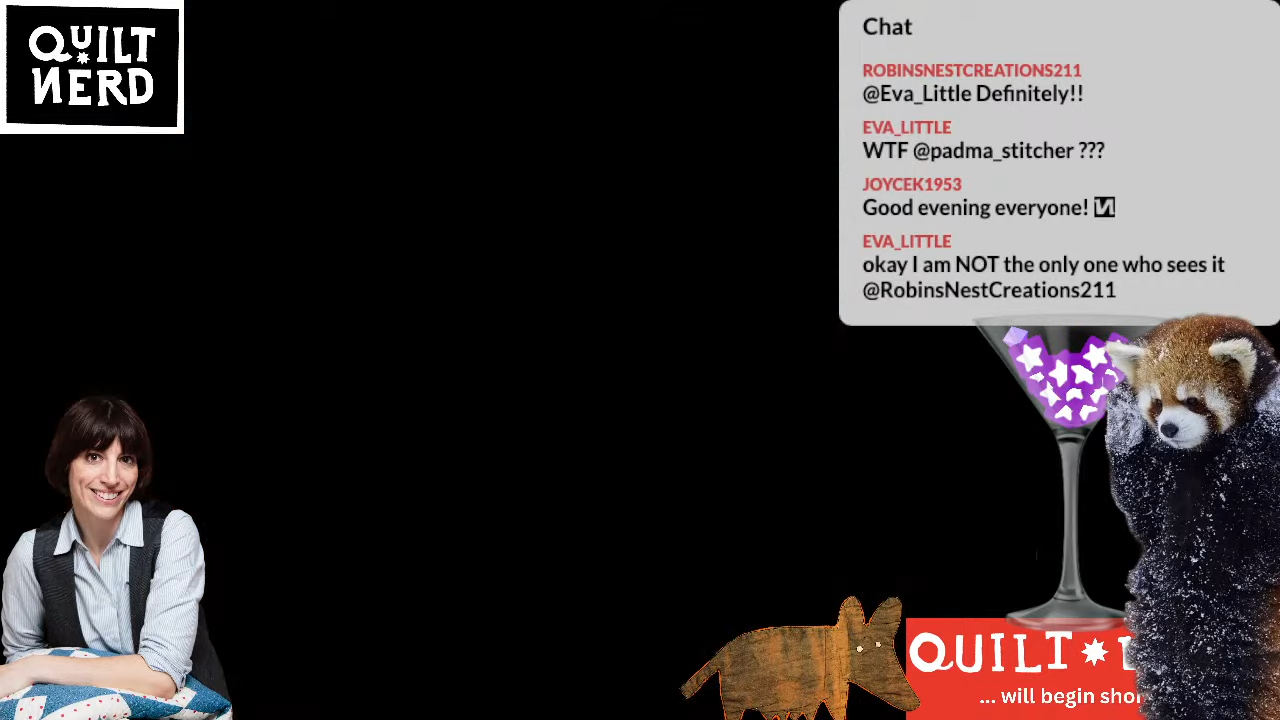 QUILT
NERD
Chat
ROBINSNESTCREATIONS211
@Eva_Little Definitely!!
EVA_LITTLE
WTF @padma_stitcher ???
JOYCEK1953
Good evening everyone! N
EVA_LITTLE
okay I am NOT the only one who sees it
@RobinsNestCreations211
QUILT
... will begin shor